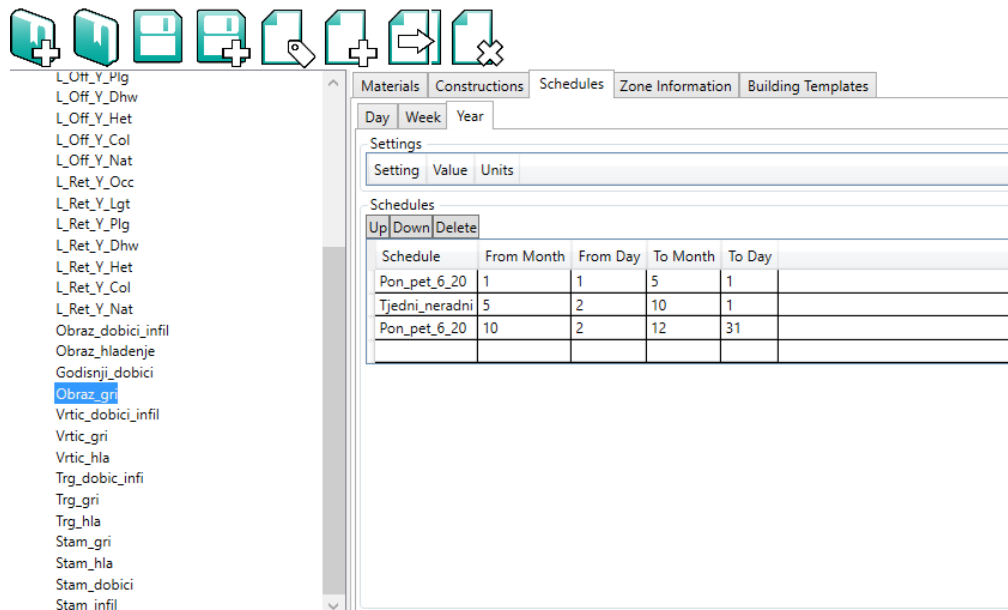 L_Off_Y_Plg
L_Off_Y_Dhw
L_Off_Y_Het
L_Off_Y_Col
L_Off_Y_Nat
L_Ret_Y_Occ
L_Ret_Y_Lgt
L_Ret_Y_Plg
L_Ret_Y_Dhw
L_Ret_Y_Het
L_Ret_Y_Col
L_Ret_Y_Nat
Obraz_dobici_infil
Obraz_hladenje
Godisnji_dobici
Obraz_gri
Vrtic_dobici_infil
Vrtic_gri
Vrtic_hla
Trg_dobic_infi
Trg_gri
Trg_hla
Stam_gri
Stam_hla
Stam_dobici
Stam_infil
Materials Constructions Schedules Zone Information Building Templates
Day Week Year
Settings
Setting Value Units
Schedules
Up Down Delete
Schedule From Month From Day To Month To Day
Pon_pet_6_20 1 1 5 1
Tjedni_neradni 5 2 10 1
Pon_pet_6_20 10 2 12 31